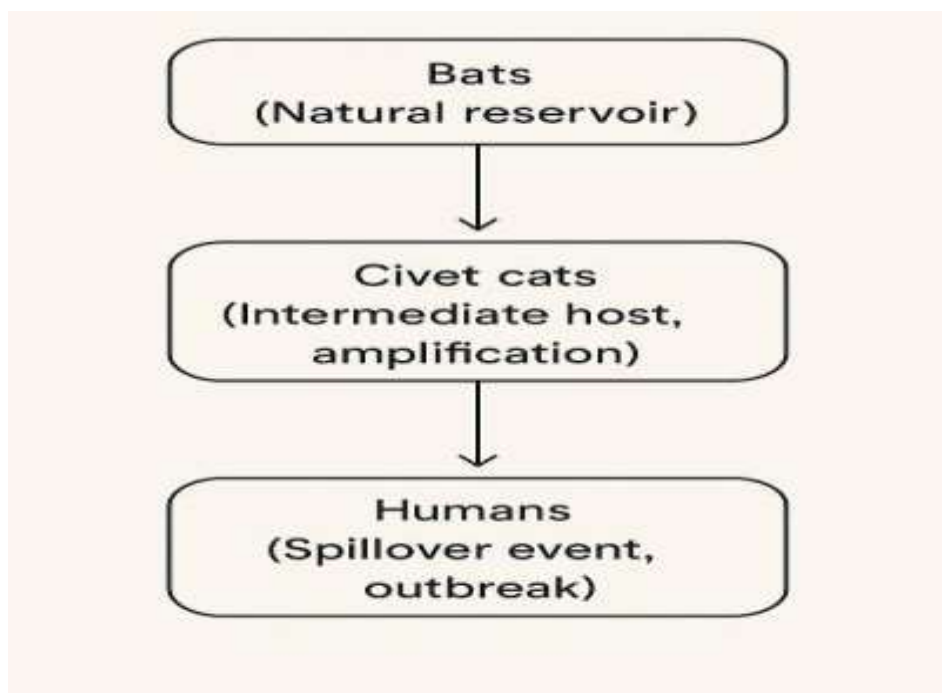 Bats
(Natural reservoir)
Civet cats
(Intermediate host,
amplification)
Humans
(Spillover event,
outbreak)